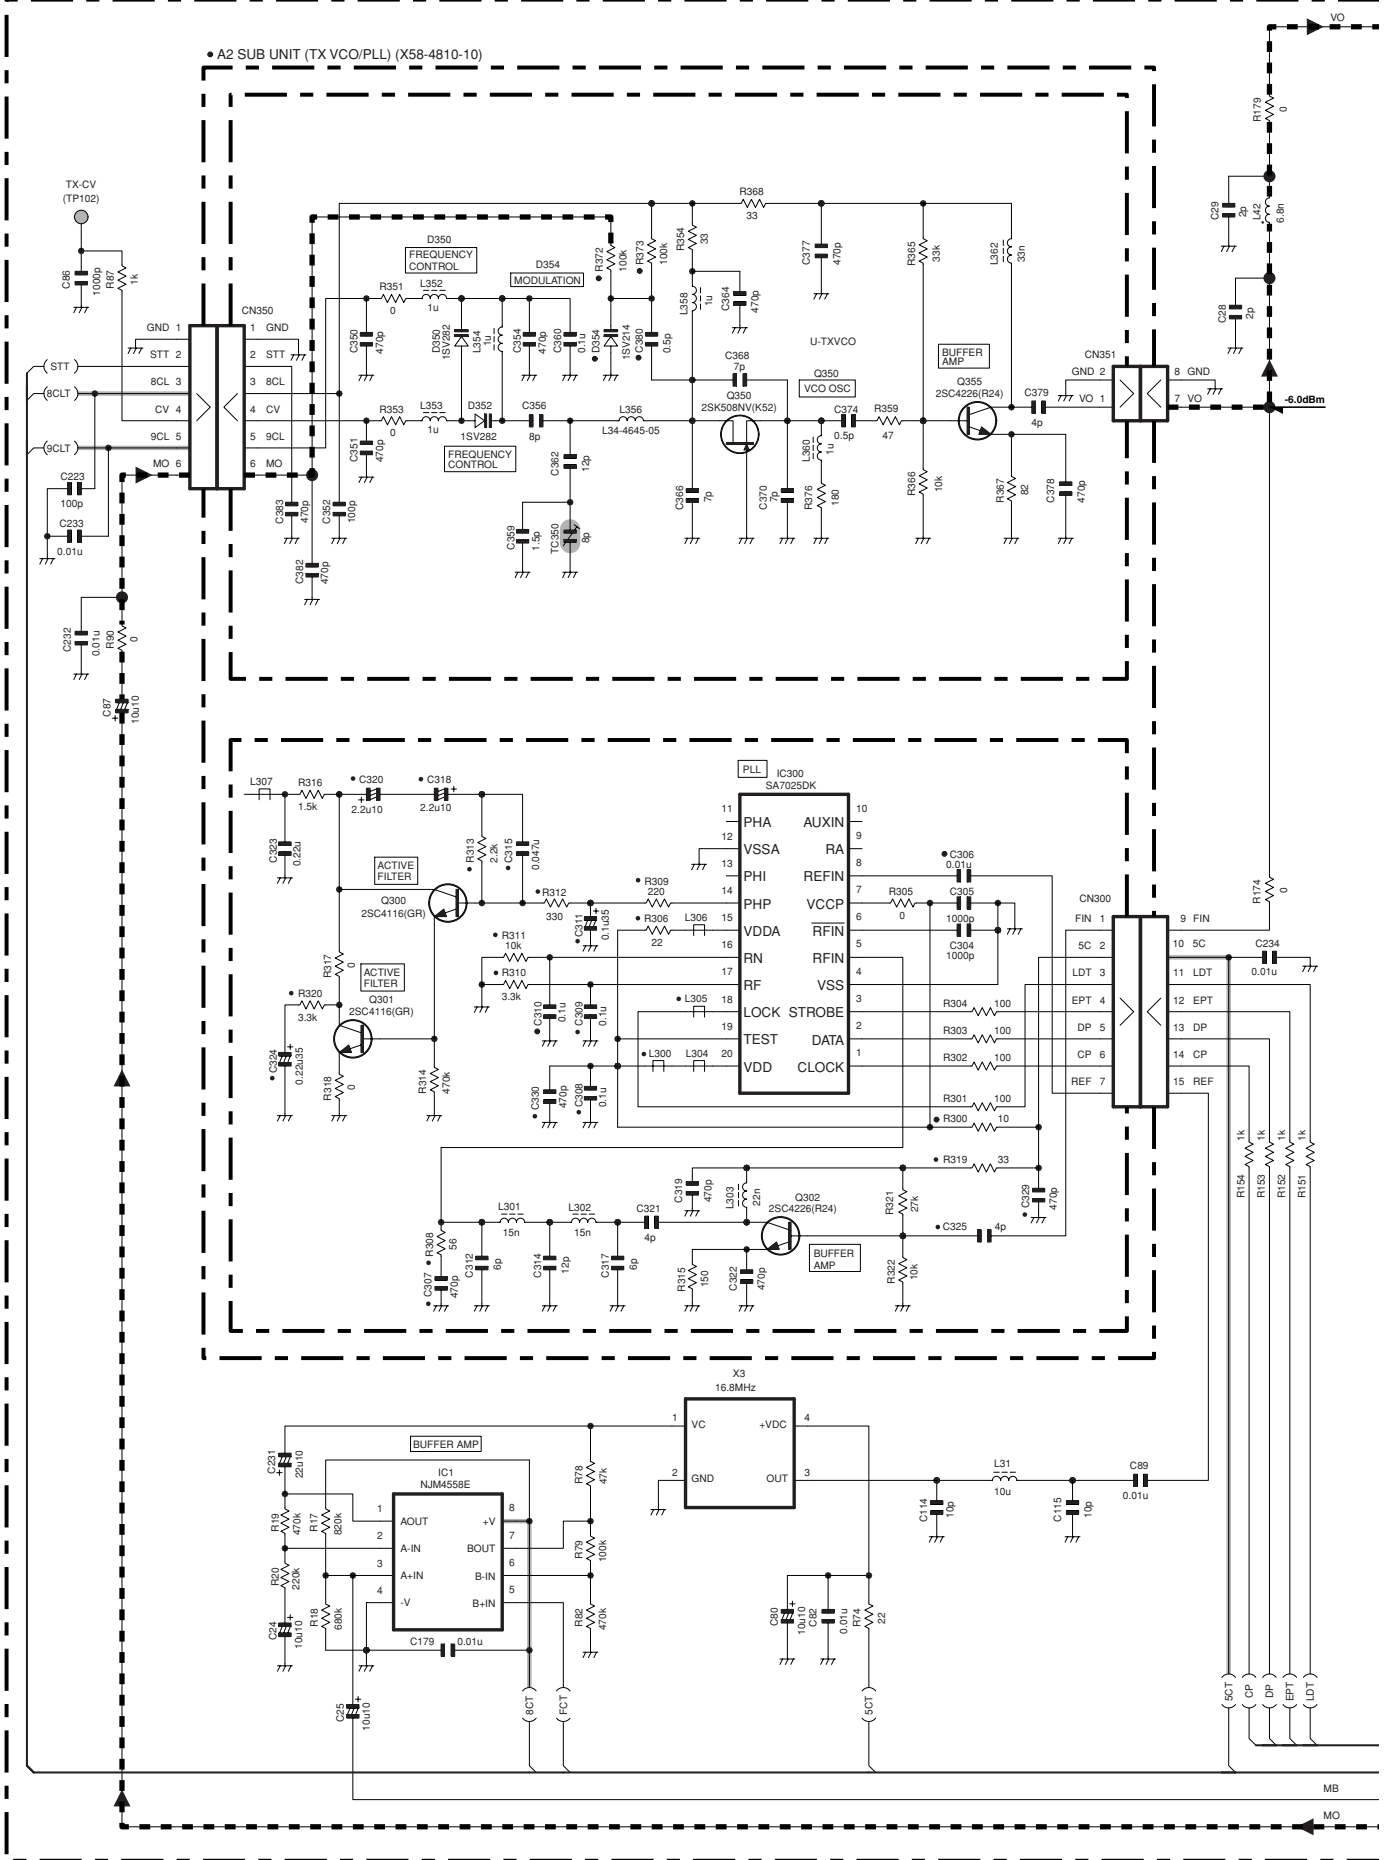 VO
• A2 SUB UNIT (TX VCO/PLL) (X58-4810-10)
R179
0
TX-CV
(TP102)
C86
1000p
R87
1k
R368
33
C29
2p
L42
6.8n
D350
FREQUENCY
CONTROL
D354
MODULATION
• R372
100k
• R373
100k
R354
33
C377
470p
R365
33k
L362
33n
CN350
R351
0
L352
1u
L358
1u
C364
470p
C28
2p
GND 1
STT 2
8CL 3
CV 4
9CL 5
MO 6
1 GND
2 STT
3 8CL
4 CV
5 9CL
6 MO
STT
8CLT
9CLT
C350
470p
D350
1SV282
L354
1u
C354
470p
C360
0.1u
• D354
1SV214
• C380
0.5p
U-TXVCO
C368
7p
Q350
2SK508NV(K52)
Q350
VCO OSC
BUFFER
AMP
Q355
2SC4226(R24)
C379
4p
CN351
GND 2
VO 1
8 GND
7 VO
-6.0dBm
R353
0
L353
1u
D352
1SV282
FREQUENCY
CONTROL
C356
8p
L356
L34-4645-05
C374
0.5p
R359
47
C351
470p
C362
12p
L360
1u
C223
100p
C233
0.01u
C383
470p
C352
100p
C366
7p
C370
7p
R376
180
R366
10k
R367
82
C378
470p
C359
1.5p
TC350
8p
C382
470p
C232
0.01u
R90
0
C87
10u10
+
L307
R316
1.5k
• C320
+
2.2u10
• C318
+
2.2u10
PLL
IC300
SA7025DK
11 PHA
12 VSSA
13 PHI
14 PHP
15 VDDA
16 RN
17 RF
18 LOCK
19 TEST
20 VDD
AUXIN 10
RA 9
REFIN 8
VCCP 7
RFIN 6
RFIN 5
VSS 4
STROBE 3
DATA 2
CLOCK 1
C323
0.22u
• R313
2.2k
• C315
0.047u
ACTIVE
FILTER
Q300
2SC4116(GR)
• R312
330
• C311
0.1u35
+
• R309
220
• R306
22
L306
• C306
0.01u
R305
0
C305
1000p
C304
1000p
CN300
R174
0
FIN 1
5C 2
LDT 3
EPT 4
DP 5
CP 6
REF 7
9 FIN
10 5C
11 LDT
12 EPT
13 DP
14 CP
15 REF
C234
0.01u
• R311
10k
• R310
3.3k
R317
0
ACTIVE
FILTER
Q301
2SC4116(GR)
• R320
3.3k
• C310
0.1u
• C309
0.1u
• L305
R304 100
R303 100
R302 100
R301 100
• R300 10
• C324
0.22u35
+
R318
0
R314
470k
• L300
L304
• C330
470p
• C308
0.1u
• R319 33
R154
1k
R153
1k
R152
1k
R151
1k
C319
470p
L303
22n
Q302
2SC4226(R24)
BUFFER
AMP
R321
27k
• C329
470p
L301
15n
L302
15n
C321
4p
• C325 4p
• R308
56
• C307
470p
C312
6p
C314
12p
C317
6p
R315
150
C322
470p
R322
10k
X3
16.8MHz
1 VC
2 GND
+VDC 4
OUT 3
BUFFER AMP
IC1
NJM4558E
C231
22u10
+
R19
470k
R17
820k
R20
220k
C24
10u10
+
R18
680k
1 AOUT
2 A-IN
3 A+IN
4 -V
+V 8
BOUT 7
B-IN 6
B+IN 5
R78
47k
R79
100k
R82
470k
L31
10u
C89
0.01u
C114
10p
C115
10p
C80
10u10
+
C82
0.01u
R74
22
C179 0.01u
C25
10u10
+
8CT
FCT
5CT
5CT
CP
DP
EPT
LDT
MB
MO